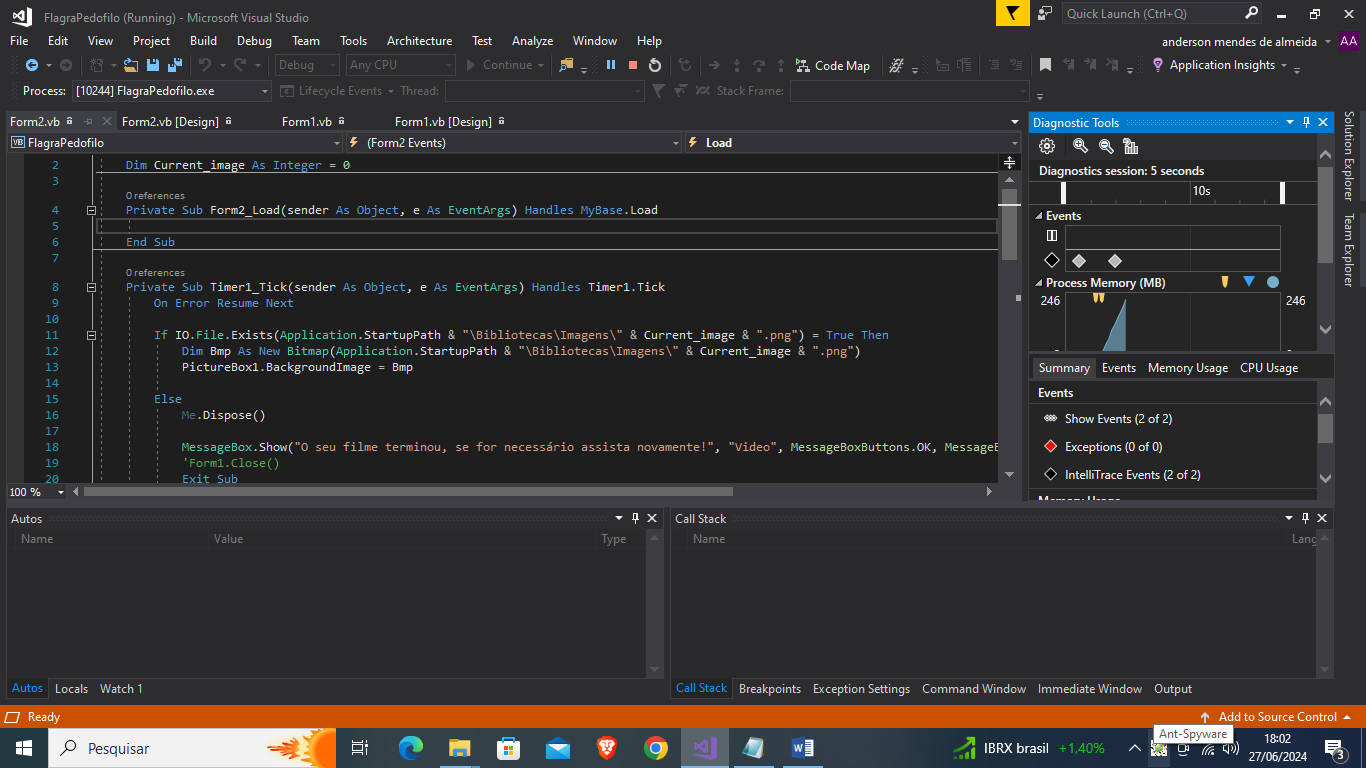 FlagraPedofilo (Running) - Microsoft Visual Studio
Quick Launch (Ctrl+Q)
File Edit View Project Build Debug Team Tools Architecture Test Analyze Window Help
anderson mendes de almeida AA
Debug Any CPU Continue Code Map Application Insights
Process: [10244] FlagraPedofilo.exe Lifecycle Events Thread: Stack Frame:
Form2.vb Form2.vb [Design] Form1.vb Form1.vb [Design]
FlagraPedofilo (Form2 Events) Load
2 Dim Current_image As Integer = 0
3
0 references
4 Private Sub Form2_Load(sender As Object, e As EventArgs) Handles MyBase.Load
5
6 End Sub
7
0 references
8 Private Sub Timer1_Tick(sender As Object, e As EventArgs) Handles Timer1.Tick
9 On Error Resume Next
10
11 If IO.File.Exists(Application.StartupPath & "\Bibliotecas\Imagens\" & Current_image & ".png") = True Then
12 Dim Bmp As New Bitmap(Application.StartupPath & "\Bibliotecas\Imagens\" & Current_image & ".png")
13 PictureBox1.BackgroundImage = Bmp
14
15 Else
16 Me.Dispose()
17
18 MessageBox.Show("O seu filme terminou, se for necessário assista novamente!", "Video", MessageBoxButtons.OK, MessageB
19 'Form1.Close()
20 Exit Sub
100 %
Diagnostic Tools
Diagnostics session: 5 seconds
10s
Events
Process Memory (MB)
246 246
Summary Events Memory Usage CPU Usage
Events
Show Events (2 of 2)
Exceptions (0 of 0)
IntelliTrace Events (2 of 2)
Memory Usage
Solution Explorer
Team Explorer
Autos
Name Value Type
Autos Locals Watch 1
Call Stack
Name Lang
Call Stack Breakpoints Exception Settings Command Window Immediate Window Output
Ready
Add to Source Control
Ant-Spyware
Pesquisar
IBRX brasil +1,40%
18:02
27/06/2024
3